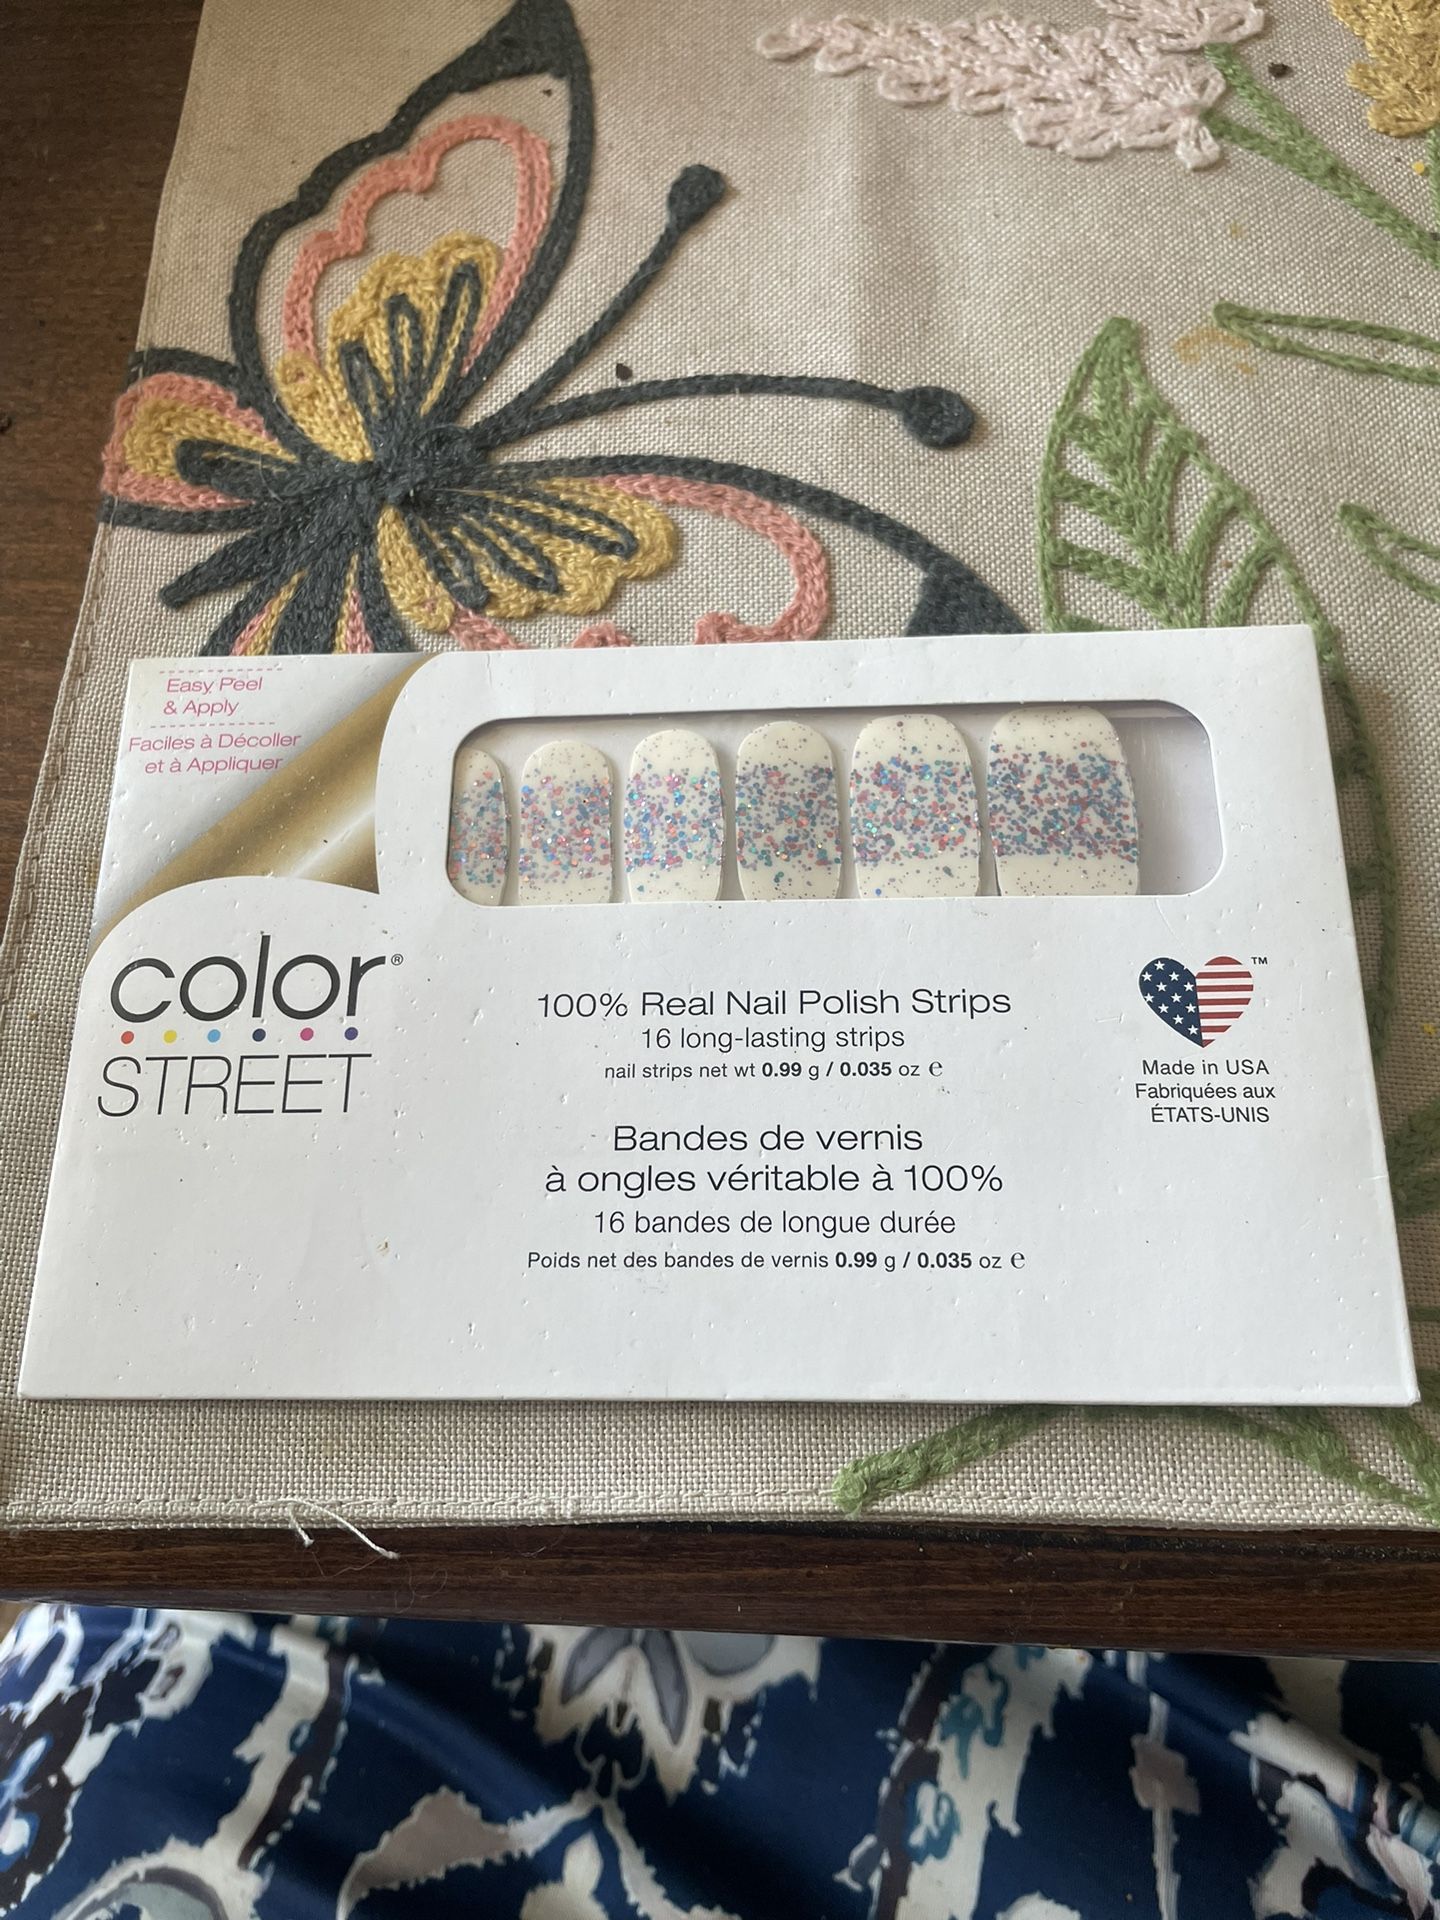 Easy Peel
& Apply
Faciles à Décoller
et à Appliquer
color®
STREET
100% Real Nail Polish Strips
16 long-lasting strips
nail strips net wt 0.99 g / 0.035 oz ℮
Bandes de vernis
à ongles véritable à 100%
16 bandes de longue durée
Poids net des bandes de vernis 0.99 g / 0.035 oz ℮
™
Made in USA
Fabriquées aux
ÉTATS-UNIS